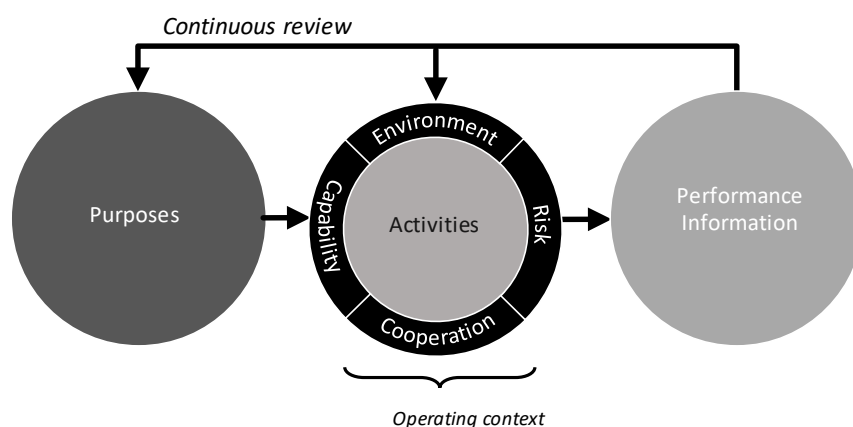 Continuous review
Purposes
Environment
Capability
Activities
Risk
Cooperation
Performance
Information
Operating context